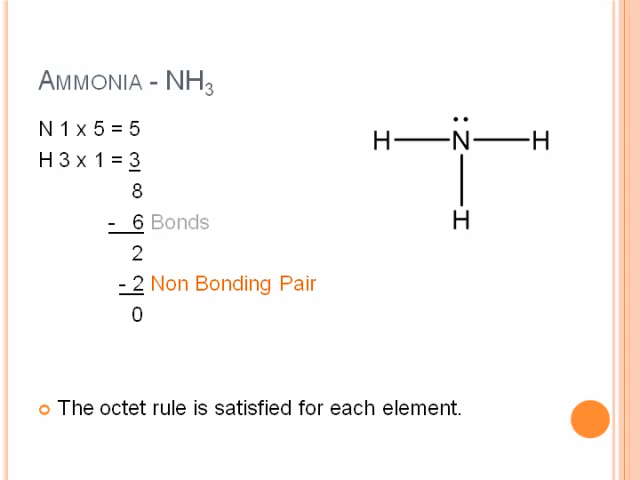 AMMONIA - NH3
N 1 x 5 = 5
H 3 x 1 = 3
8
- 6 Bonds
2
- 2 Non Bonding Pair
0
H N H
H
The octet rule is satisfied for each element.